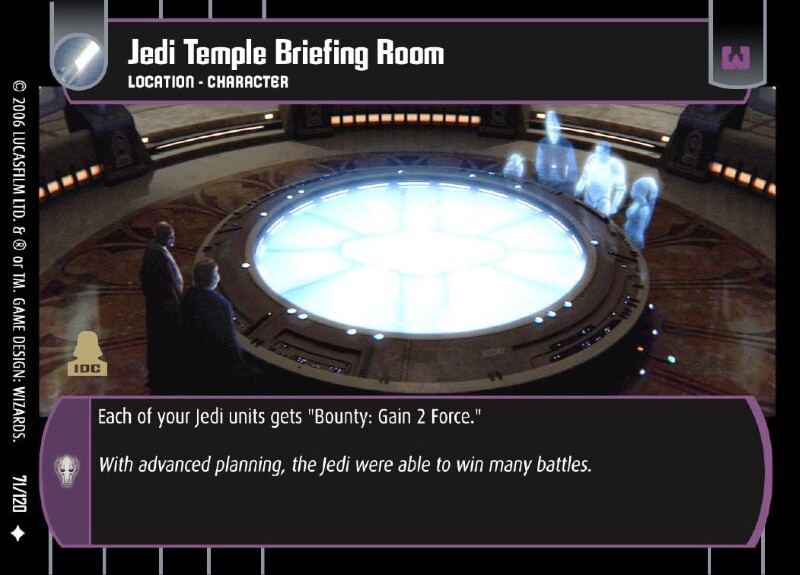 Jedi Temple Briefing Room
LOCATION - CHARACTER
3
IDC
Each of your Jedi units gets "Bounty: Gain 2 Force."
With advanced planning, the Jedi were able to win many battles.
© 2006 LUCASFILM LTD. & ® or TM. GAME DESIGN: WIZARDS. 71/120